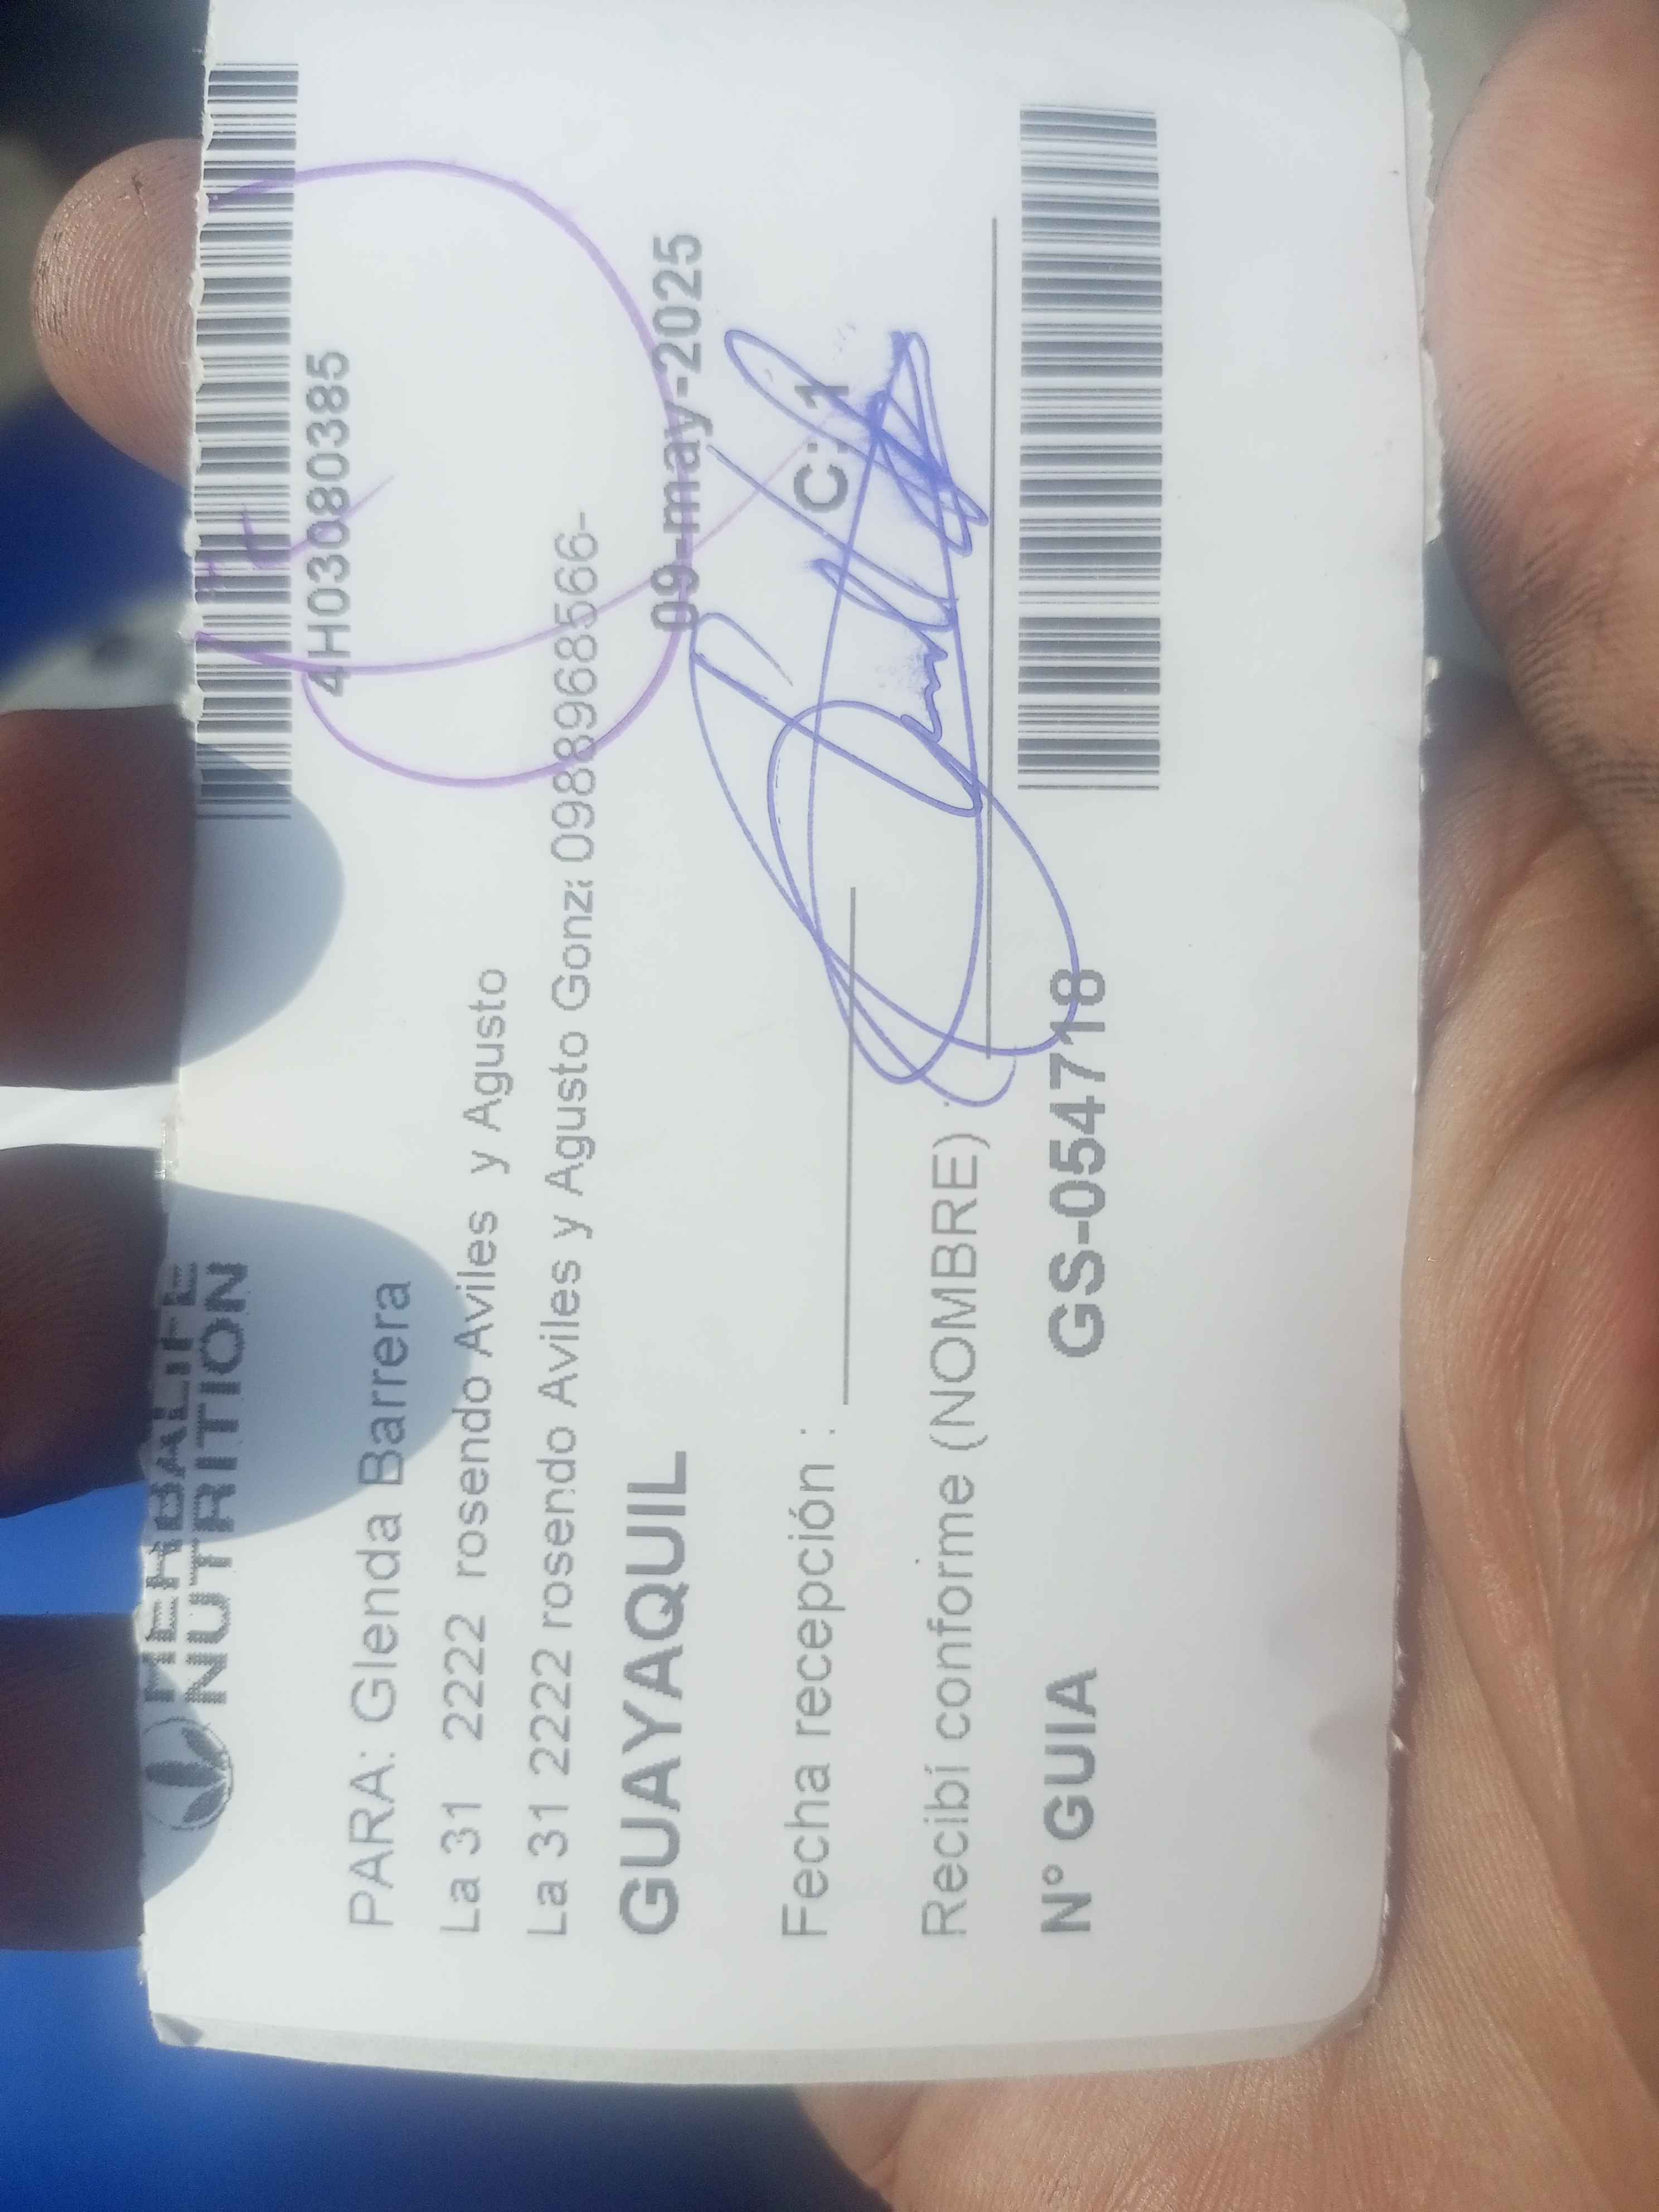 HERBALIFE
NUTRITION
4H03080385
PARA: Glenda Barrera
La 31 2222 rosendo Aviles y Agusto
La 31 2222 rosendo Aviles y Agusto Gonz: 0988968566-
GUAYAQUIL 09-may-2025
Fecha recepción : C: 1
Recibí conforme (NOMBRE) :
N° GUIA GS-054718